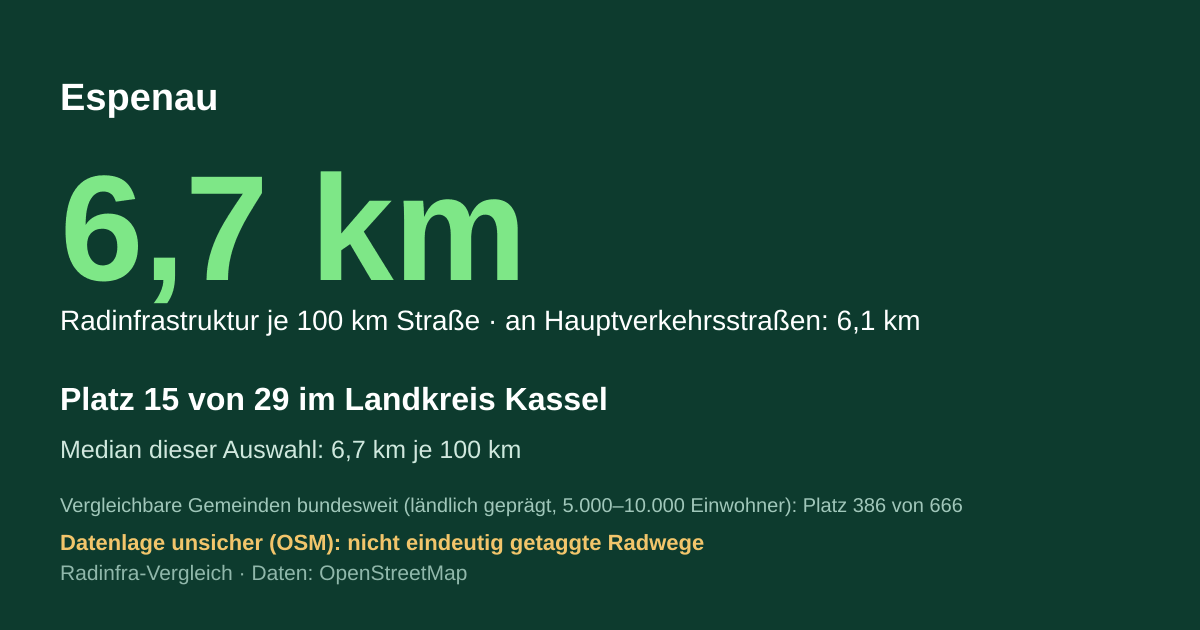 Espenau
6,7 km
Radinfrastruktur je 100 km Straße · an Hauptverkehrsstraßen: 6,1 km
Platz 15 von 29 im Landkreis Kassel
Median dieser Auswahl: 6,7 km je 100 km
Vergleichbare Gemeinden bundesweit (ländlich geprägt, 5.000–10.000 Einwohner): Platz 386 von 666
Datenlage unsicher (OSM): nicht eindeutig getaggte Radwege
Radinfra-Vergleich · Daten: OpenStreetMap